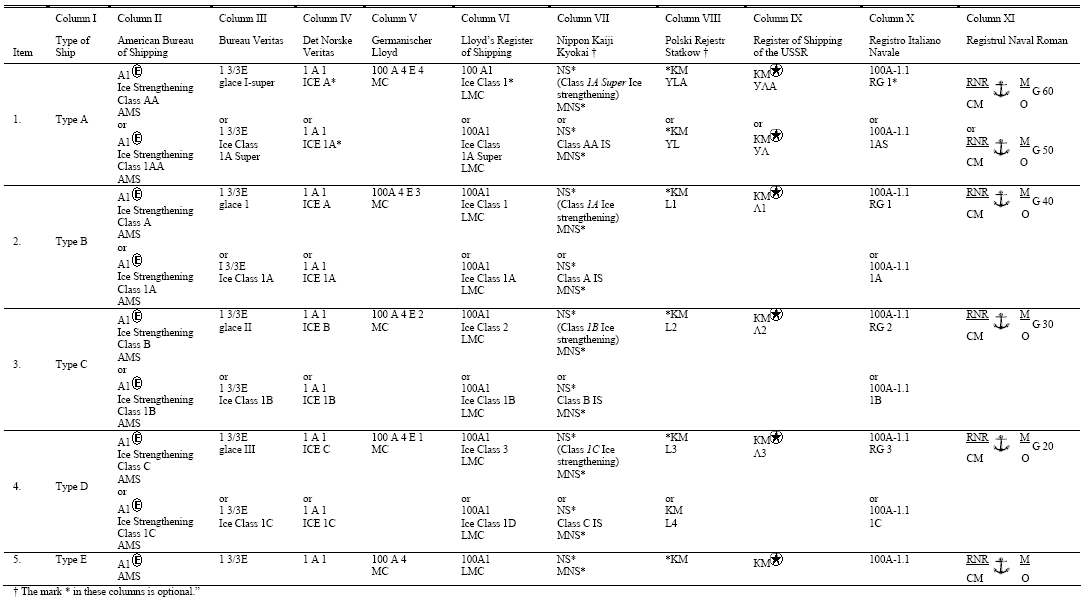 Column I Column II Column III Column IV Column V Column VI Column VII Column VIII Column IX Column X Column XI
Item Type of Ship American Bureau of Shipping Bureau Veritas Det Norske Veritas Germanischer Lloyd Lloyd's Register of Shipping Nippon Kaiji Kyokai † Polski Rejestr Statkow † Register of Shipping of the USSR Registro Italiano Navale Registrul Naval Roman
1. Type A
A1 Ⓔ
Ice Strengthening
Class AA
AMS
or
A1 Ⓔ
Ice Strengthening
Class 1AA
AMS
1 3/3E
glace I-super
or
1 3/3E
Ice Class
1A Super
1 A 1
ICE A*
or
1 A 1
ICE 1A*
100 A 4 E 4
MC
100 A1
Ice Class 1*
LMC
or
100A1
Ice Class
1A Super
LMC
NS*
(Class 1A Super Ice
strengthening)
MNS*
or
NS*
Class AA IS
MNS*
*KM
YLA
or
*KM
YL
KM✪
УЛА
or
KM✪
УЛ
100A-1.1
RG 1*
or
100A-1.1
1AS
RNR ⚓ M G 60
CM O
or
RNR ⚓ M G 50
CM O
2. Type B
A1 Ⓔ
Ice Strengthening
Class A
AMS
or
A1 Ⓔ
Ice Strengthening
Class 1A
AMS
1 3/3E
glace 1
or
I 3/3E
Ice Class 1A
1 A 1
ICE A
or
1 A 1
ICE 1A
100A 4 E 3
MC
100A1
Ice Class 1
LMC
or
100A1
Ice Class 1A
LMC
NS*
(Class 1A Ice
strengthening)
MNS*
or
NS*
Class A IS
MNS*
*KM
L1
KM✪
Л1
100A-1.1
RG 1
or
100A-1.1
1A
RNR ⚓ M G 40
CM O
3. Type C
A1 Ⓔ
Ice Strengthening
Class B
AMS
or
A1 Ⓔ
Ice Strengthening
Class 1B
AMS
1 3/3E
glace II
or
1 3/3E
Ice Class 1B
1 A 1
ICE B
or
1 A 1
ICE 1B
100 A 4 E 2
MC
100A1
Ice Class 2
LMC
or
100A1
Ice Class 1B
LMC
NS*
(Class 1B Ice
strengthening)
MNS*
or
NS*
Class B IS
MNS*
*KM
L2
KM✪
Л2
100A-1.1
RG 2
or
100A-1.1
1B
RNR ⚓ M G 30
CM O
4. Type D
A1 Ⓔ
Ice Strengthening
Class C
AMS
or
A1 Ⓔ
Ice Strengthening
Class 1C
AMS
1 3/3E
glace III
or
1 3/3E
Ice Class 1C
1 A 1
ICE C
or
1 A 1
ICE 1C
100 A 4 E 1
MC
100A1
Ice Class 3
LMC
or
100A1
Ice Class 1D
LMC
NS*
(Class 1C Ice
strengthening)
MNS*
or
NS*
Class C IS
MNS*
*KM
L3
or
KM
L4
KM✪
Л3
100A-1.1
RG 3
or
100A-1.1
1C
RNR ⚓ M G 20
CM O
5. Type E
A1 Ⓔ
AMS
1 3/3E
1 A 1
100 A 4
MC
100A1
LMC
NS*
MNS*
*KM
KM✪
100A-1.1
RNR ⚓ M
CM O
† The mark * in these columns is optional.”